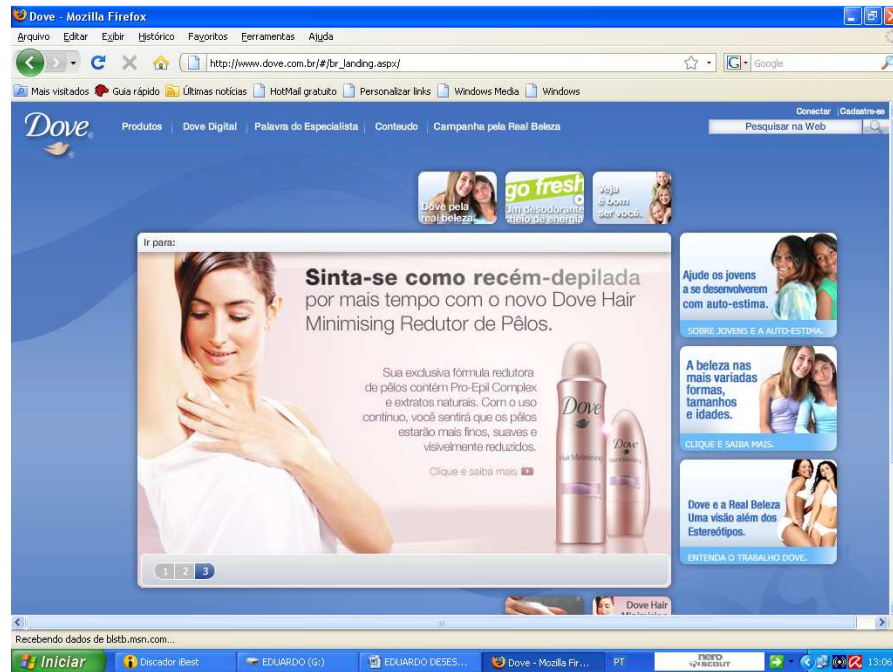 Dove - Mozilla Firefox
Arquivo Editar Exibir Histórico Favoritos Ferramentas Ajuda
http://www.dove.com.br/#/br_landing.aspx/
Google
Mais visitados Guia rápido Últimas notícias HotMail gratuito Personalizar links Windows Media Windows
Conectar |Cadastre-se
Dove
Produtos | Dove Digital | Palavra do Especialista | Conteudo | Campanha pela Real Beleza
Pesquisar na Web
Dove pela
real beleza.
go fresh
Um desodorante
cheio de energia
Veja
é bom
ser você.
Ir para:
Sinta-se como recém-depilada
por mais tempo com o novo Dove Hair
Minimising Redutor de Pêlos.
Sua exclusiva fórmula redutora
de pêlos contém Pro-Epil Complex
e extratos naturais. Com o uso
contínuo, você sentirá que os pêlos
estarão mais finos, suaves e
visivelmente reduzidos.
Clique e saiba mais
Dove
Hair Minimising
Dove
Hair Minimising
1 2 3
Ajude os jovens
a se desenvolverem
com auto-estima.
SOBRE JOVENS E A AUTO-ESTIMA.
A beleza nas
mais variadas
formas,
tamanhos
e idades.
CLIQUE E SAIBA MAIS.
Dove e a Real Beleza
Uma visão além dos
Estereótipos.
ENTENDA O TRABALHO DOVE.
Dove Hair
Recebendo dados de blstb.msn.com...
Iniciar
Discador iBest
EDUARDO (G:)
EDUARDO DESES...
Dove - Mozilla Fir...
PT
nero
SCOUT
13:06